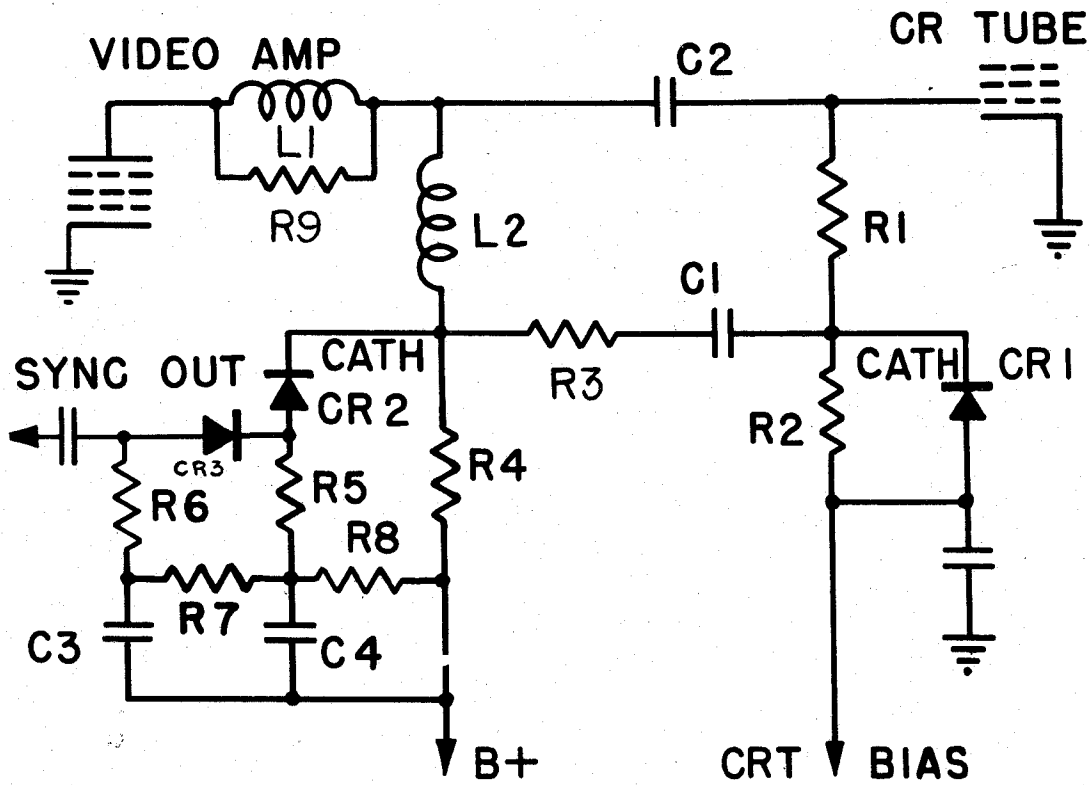 CR TUBE
VIDEO AMP
C2
L1
R9
L2
R1
C1
SYNC OUT
CATH
CR2
R3
CATH
CR1
R2
CR3
R4
R5
R6
R8
R7
C3
C4
B+
CRT BIAS